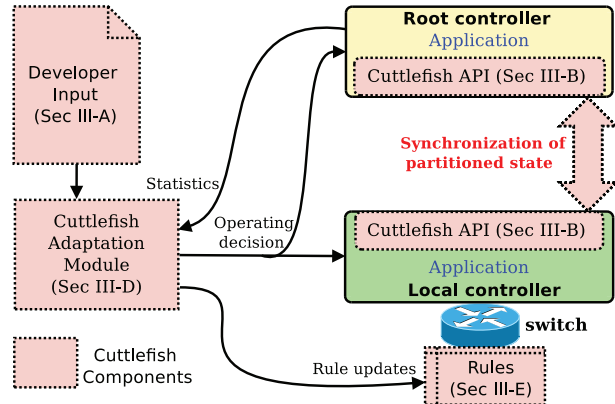 Developer
Input
(Sec III-A)
Root controller
Application
Cuttlefish API (Sec III-B)
Synchronization of
partitioned state
Statistics
Operating
decision
Cuttlefish
Adaptation
Module
(Sec III-D)
Cuttlefish API (Sec III-B)
Application
Local controller
switch
Rules
(Sec III-E)
Rule updates
Cuttlefish
Components